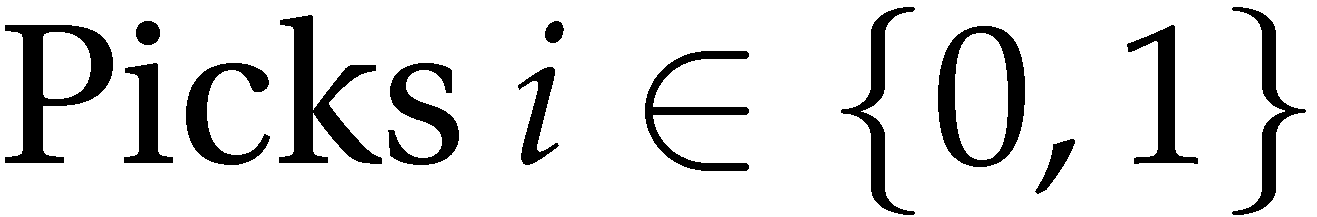 Picks i ∈ {0, 1}